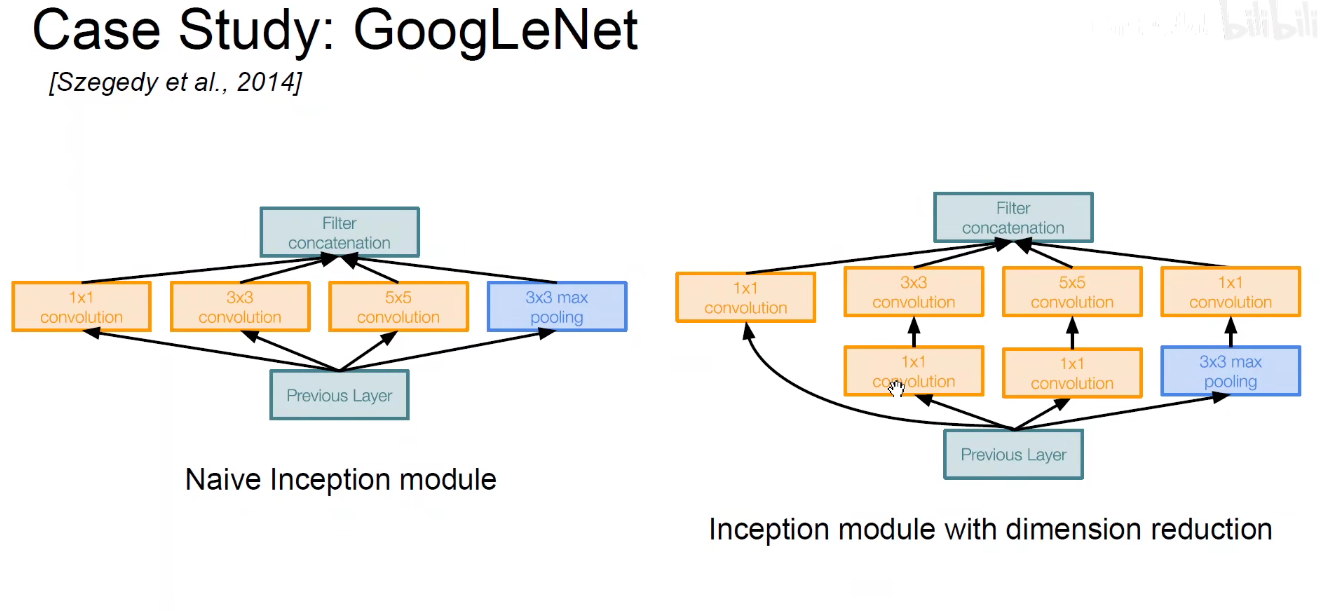 Case Study: GoogLeNet
[Szegedy et al., 2014]
bilibili
Filter
concatenation
1x1
convolution
3x3
convolution
5x5
convolution
3x3 max
pooling
Previous Layer
Naive Inception module
Filter
concatenation
1x1
convolution
3x3
convolution
5x5
convolution
1x1
convolution
1x1
convolution
1x1
convolution
3x3 max
pooling
Previous Layer
Inception module with dimension reduction